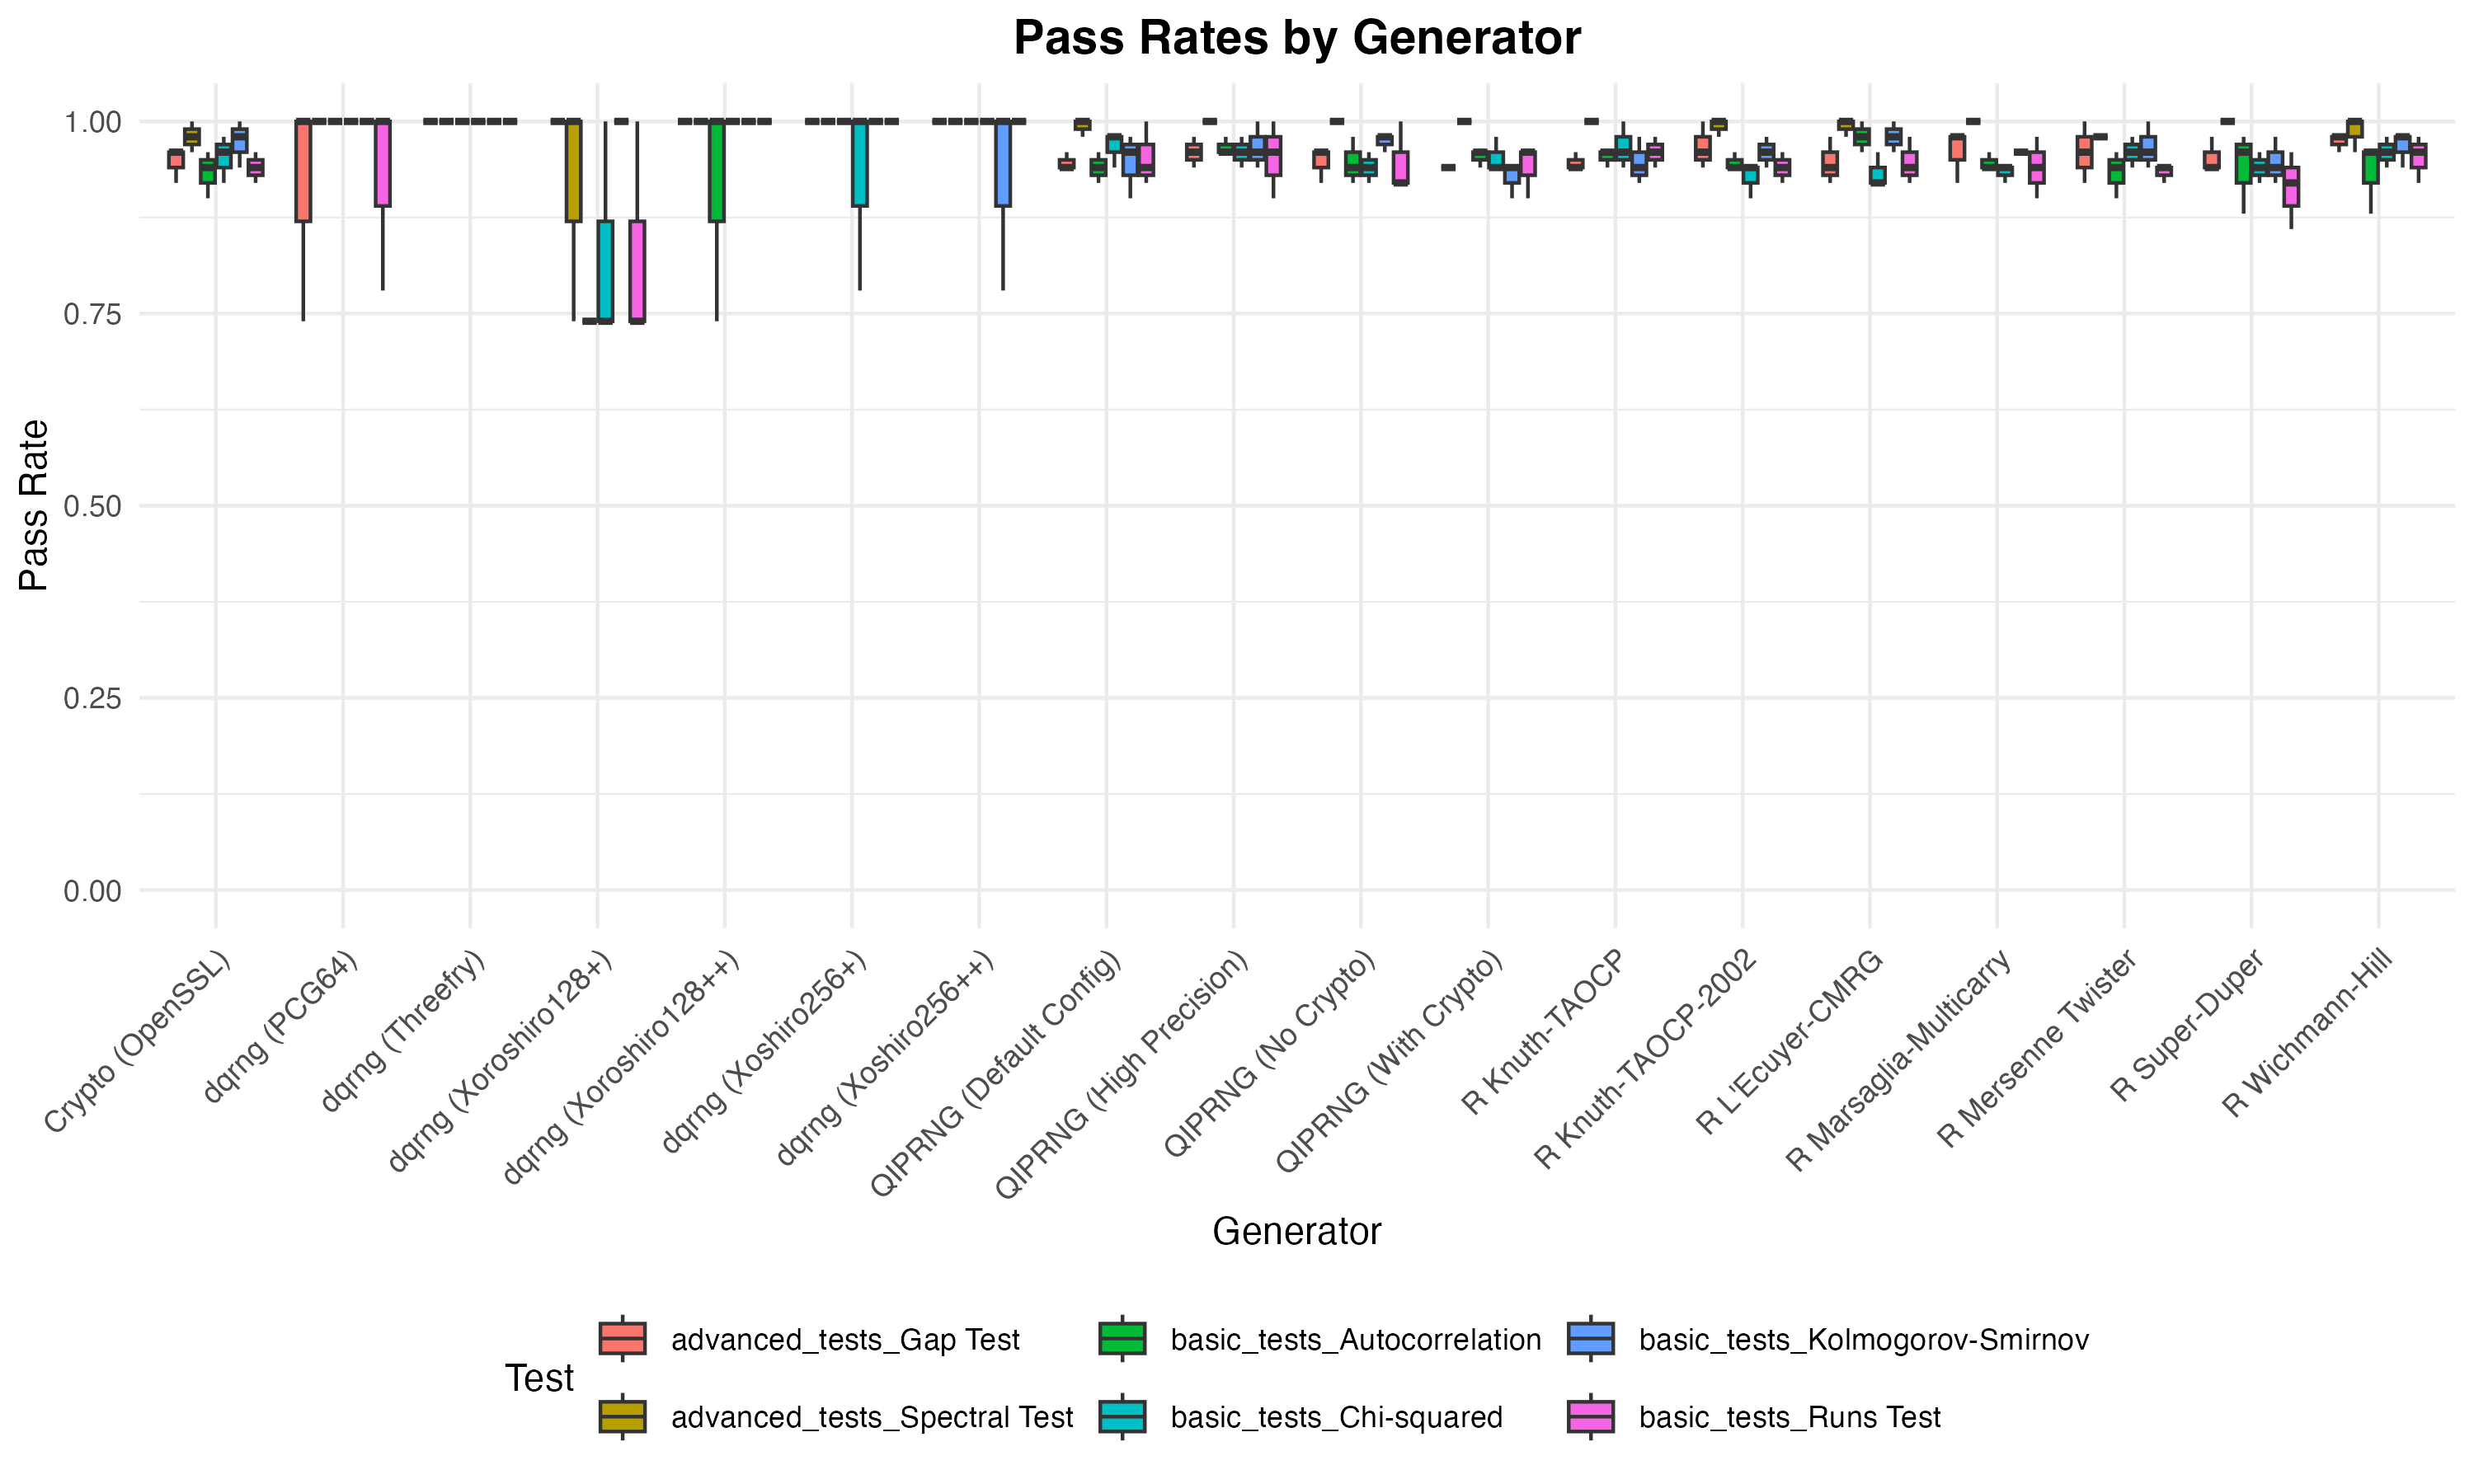 Pass Rates by Generator
Pass Rate
1.00
0.75
0.50
0.25
0.00
Crypto (OpenSSL)
dqrng (PCG64)
dqrng (Threefry)
dqrng (Xoroshiro128+)
dqrng (Xoroshiro128++)
dqrng (Xoshiro256+)
dqrng (Xoshiro256++)
QIPRNG (Default Config)
QIPRNG (High Precision)
QIPRNG (No Crypto)
QIPRNG (With Crypto)
R Knuth-TAOCP
R Knuth-TAOCP-2002
R L'Ecuyer-CMRG
R Marsaglia-Multicarry
R Mersenne Twister
R Super-Duper
R Wichmann-Hill
Generator
Test
advanced_tests_Gap Test
advanced_tests_Spectral Test
basic_tests_Autocorrelation
basic_tests_Chi-squared
basic_tests_Kolmogorov-Smirnov
basic_tests_Runs Test